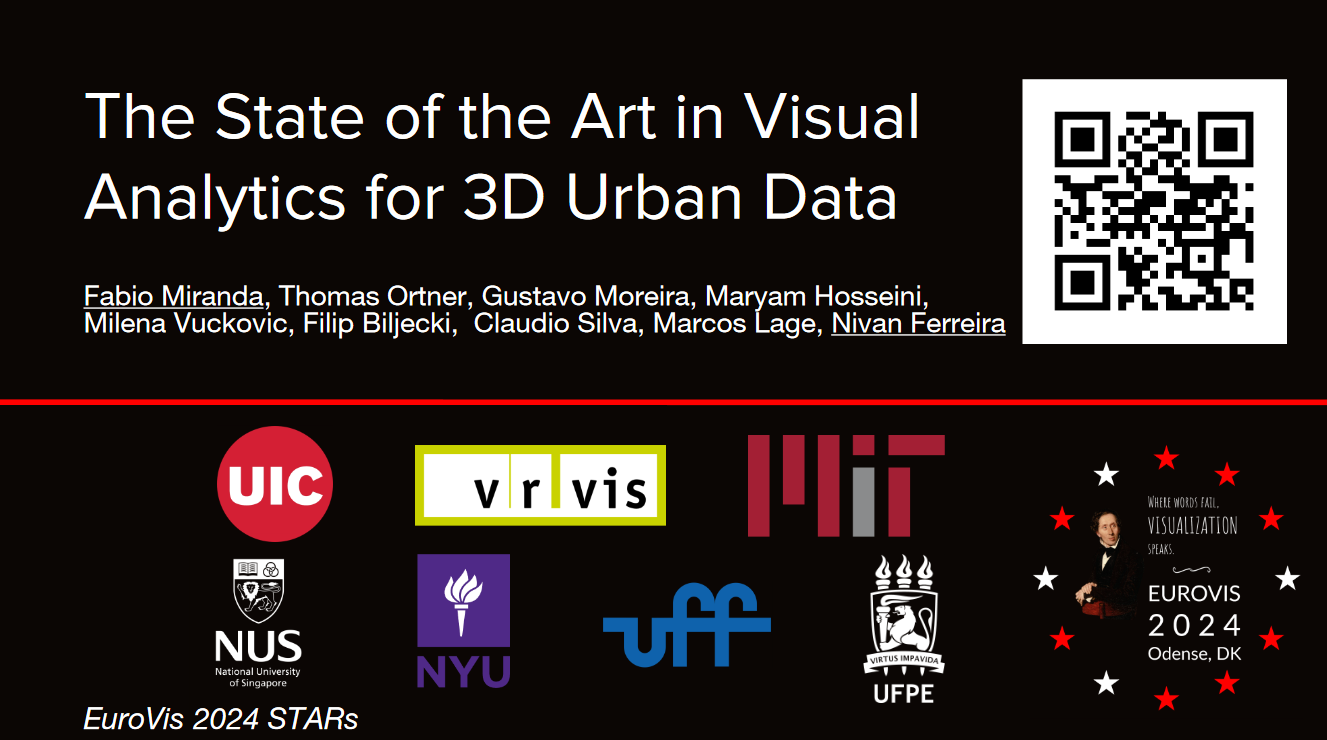 The State of the Art in Visual
Analytics for 3D Urban Data
Fabio Miranda, Thomas Ortner, Gustavo Moreira, Maryam Hosseini,
Milena Vuckovic, Filip Biljecki, Claudio Silva, Marcos Lage, Nivan Ferreira
UIC
vrvis
MIT
NUS
National University
of Singapore
NYU
uff
VIRTUS IMPAVIDA
UFPE
WHERE WORDS FAIL,
VISUALIZATION
SPEAKS.
EUROVIS
2024
Odense, DK
EuroVis 2024 STARs